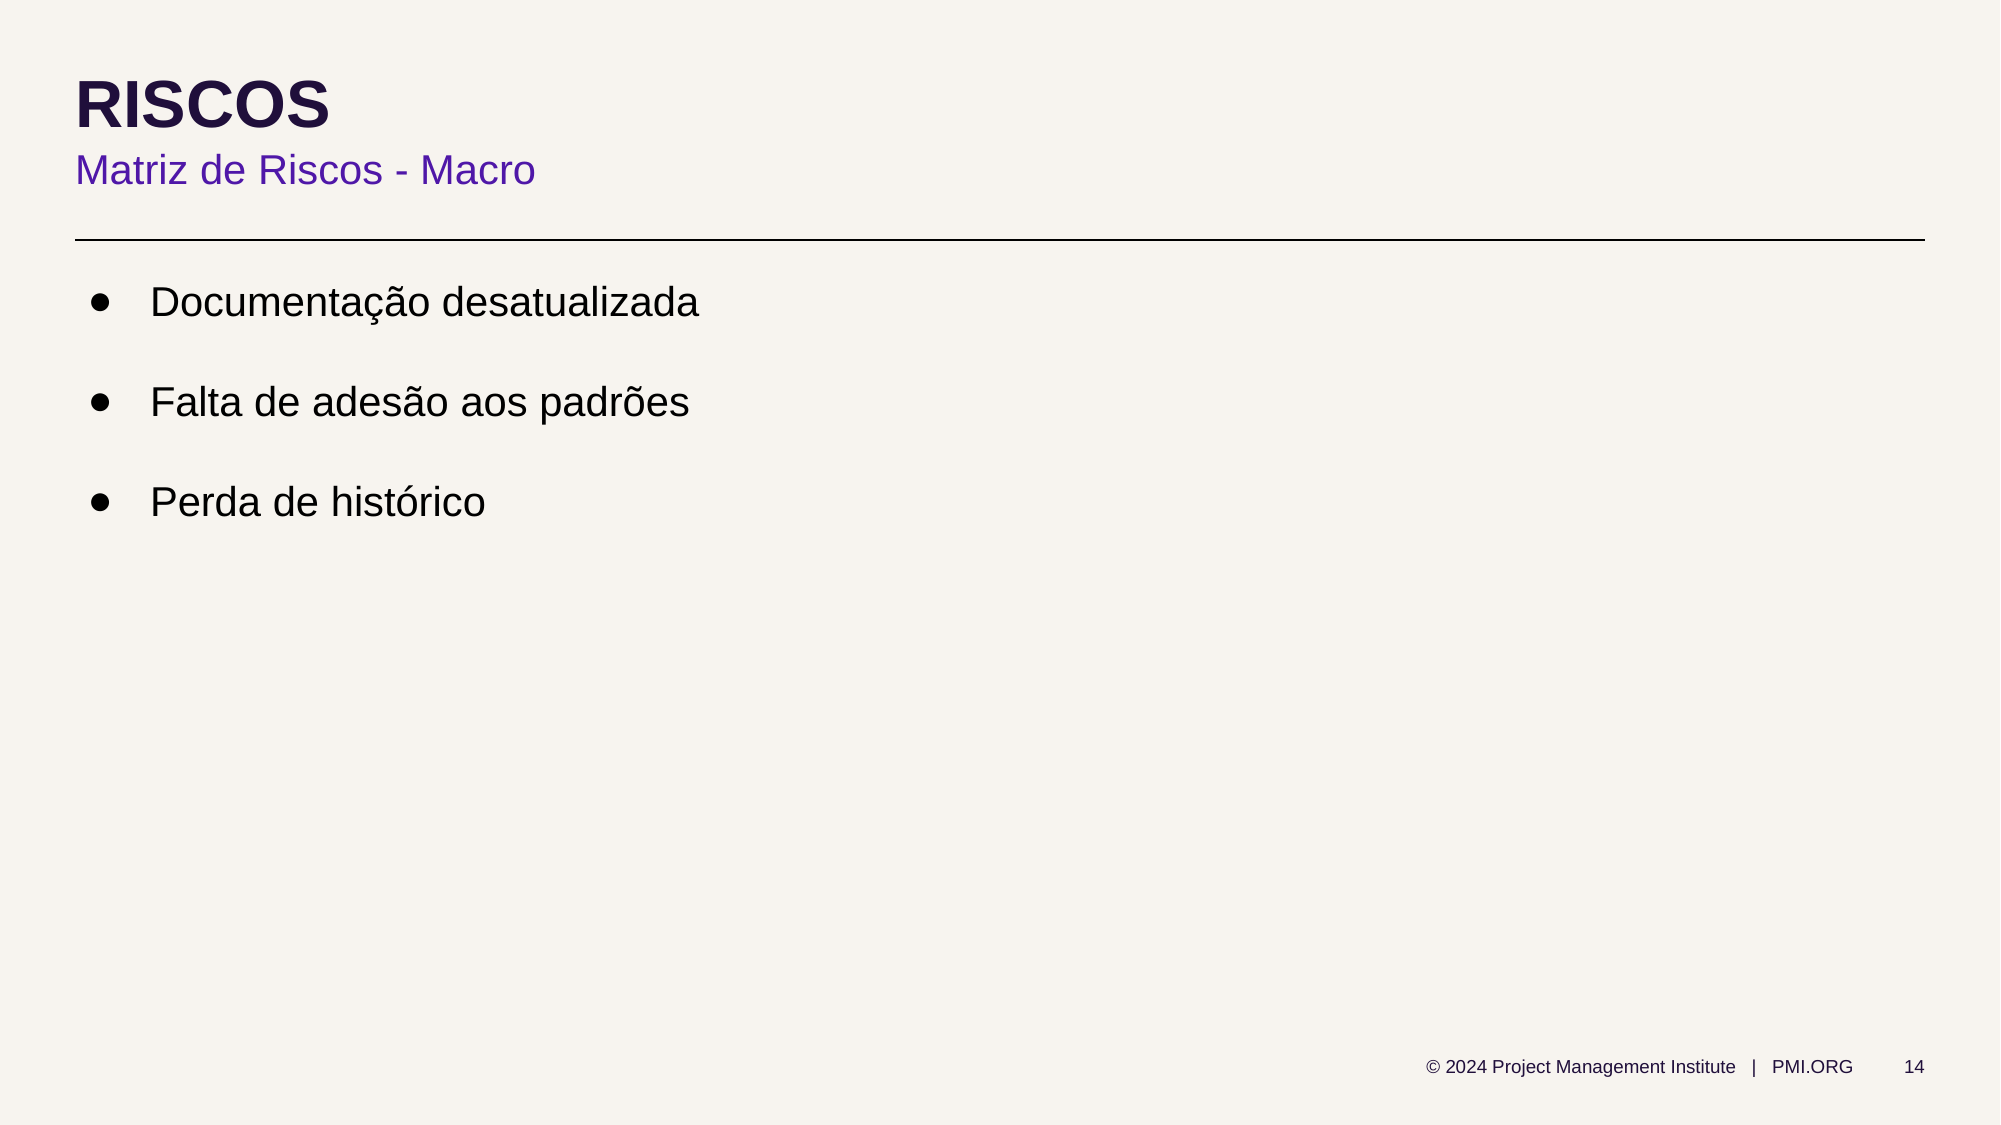 RISCOS
Matriz de Riscos - Macro
● Documentação desatualizada
● Falta de adesão aos padrões
● Perda de histórico
© 2024 Project Management Institute | PMI.ORG 14